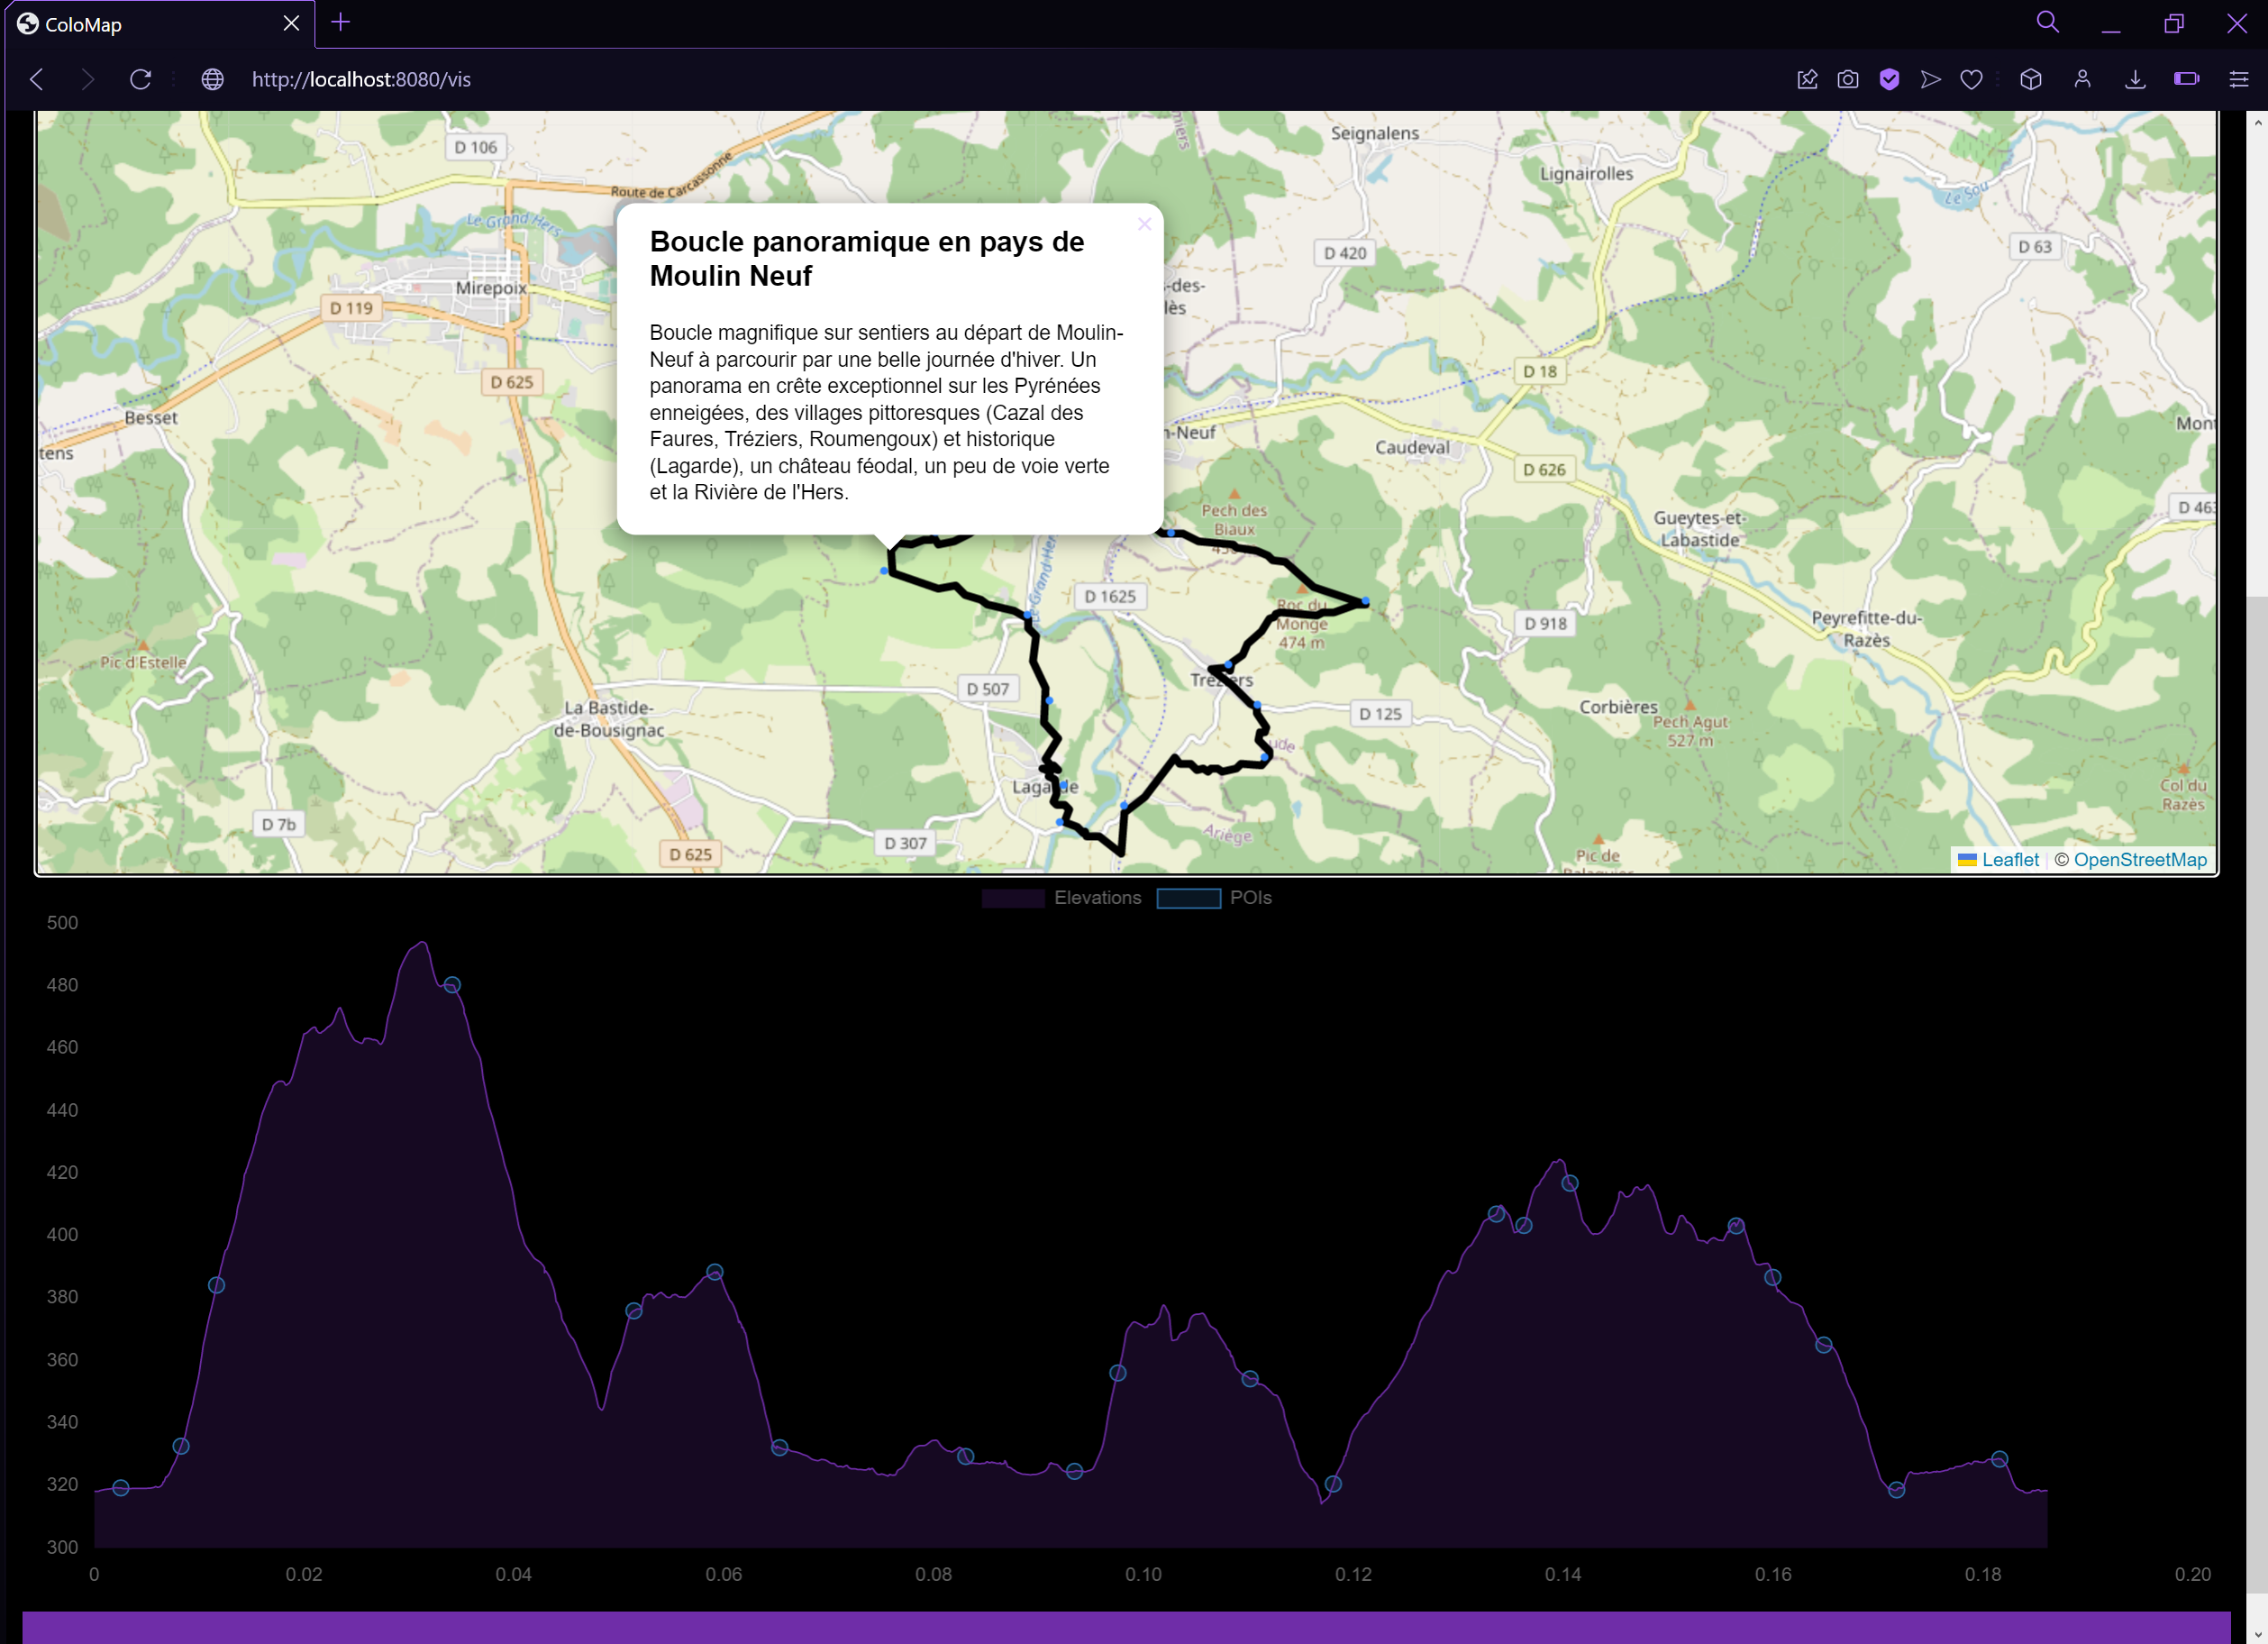 ColoMap
http://localhost:8080/vis
D 106
Route de Carcassonne
Seignalens
Lignairolles
Le Sou
Le Grand Hers
D 420
D 63
Mirepoix
D 119
D 625
Besset
tens
Boucle panoramique en pays de
Moulin Neuf
Boucle magnifique sur sentiers au départ de Moulin-
Neuf à parcourir par une belle journée d'hiver. Un
panorama en crête exceptionnel sur les Pyrénées
enneigées, des villages pittoresques (Cazal des
Faures, Tréziers, Roumengoux) et historique
(Lagarde), un château féodal, un peu de voie verte
et la Rivière de l'Hers.
-des-
lès
n-Neuf
D 18
Caudeval
Mont
D 626
D 463
Pech des
Biaux
Gueytes-et-
Labastide
Le Grand Hers
D 1625
Roc du
Monge
474 m
D 918
Peyrefitte-du-
Razès
Pic d'Estelle
Tréziers
D 507
La Bastide-
de-Bousignac
D 125
Corbières
Pech Agut
527 m
ude
Lagarde
Col du
Razès
D 7b
D 307
D 625
Ariège
Pic de
Leaflet | © OpenStreetMap
Elevations
POIs
500
480
460
440
420
400
380
360
340
320
300
0
0.02
0.04
0.06
0.08
0.10
0.12
0.14
0.16
0.18
0.20